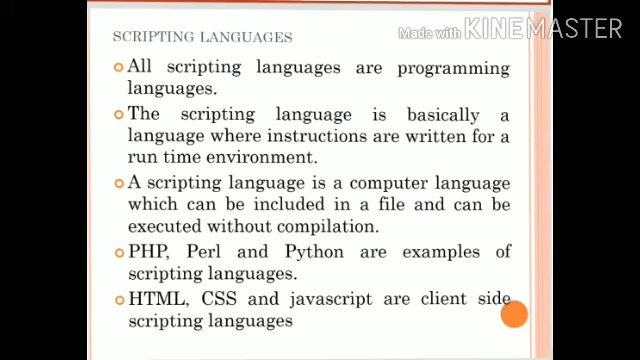 SCRIPTING LANGUAGES
Made with KINEMASTER
All scripting languages are programming
languages.
The scripting language is basically a
language where instructions are written for a
run time environment.
A scripting language is a computer language
which can be included in a file and can be
executed without compilation.
PHP, Perl and Python are examples of
scripting languages.
HTML, CSS and javascript are client side
scripting languages